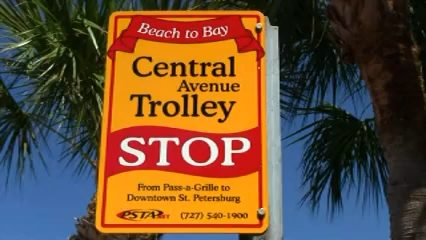 Beach to Bay
Central
Avenue
Trolley
STOP
From Pass-a-Grille to
Downtown St. Petersburg
PSTA (727) 540-1900